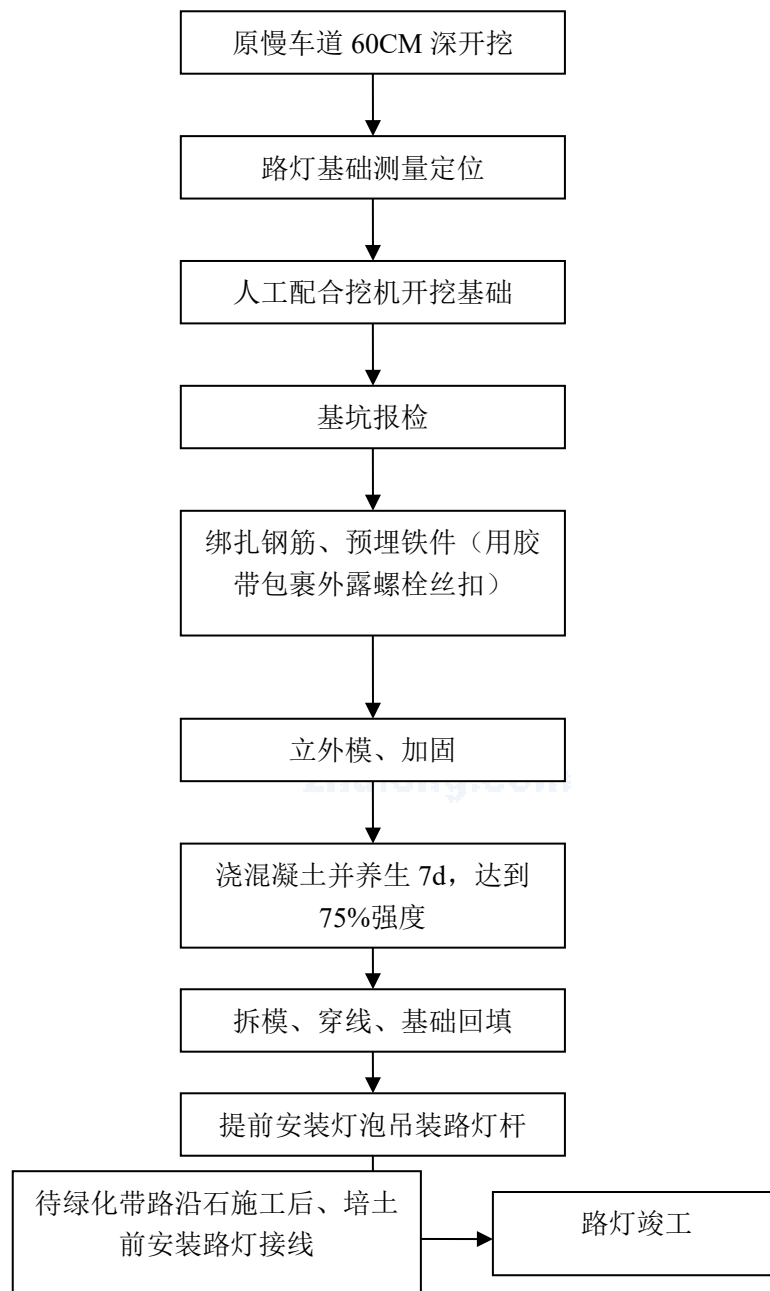 原慢车道 60CM 深开挖
路灯基础测量定位
人工配合挖机开挖基础
基坑报检
绑扎钢筋、预埋铁件（用胶
带包裹外露螺栓丝扣）
立外模、加固
浇混凝土并养生 7d，达到
75%强度
拆模、穿线、基础回填
提前安装灯泡吊装路灯杆
待绿化带路沿石施工后、培土
前安装路灯接线
路灯竣工